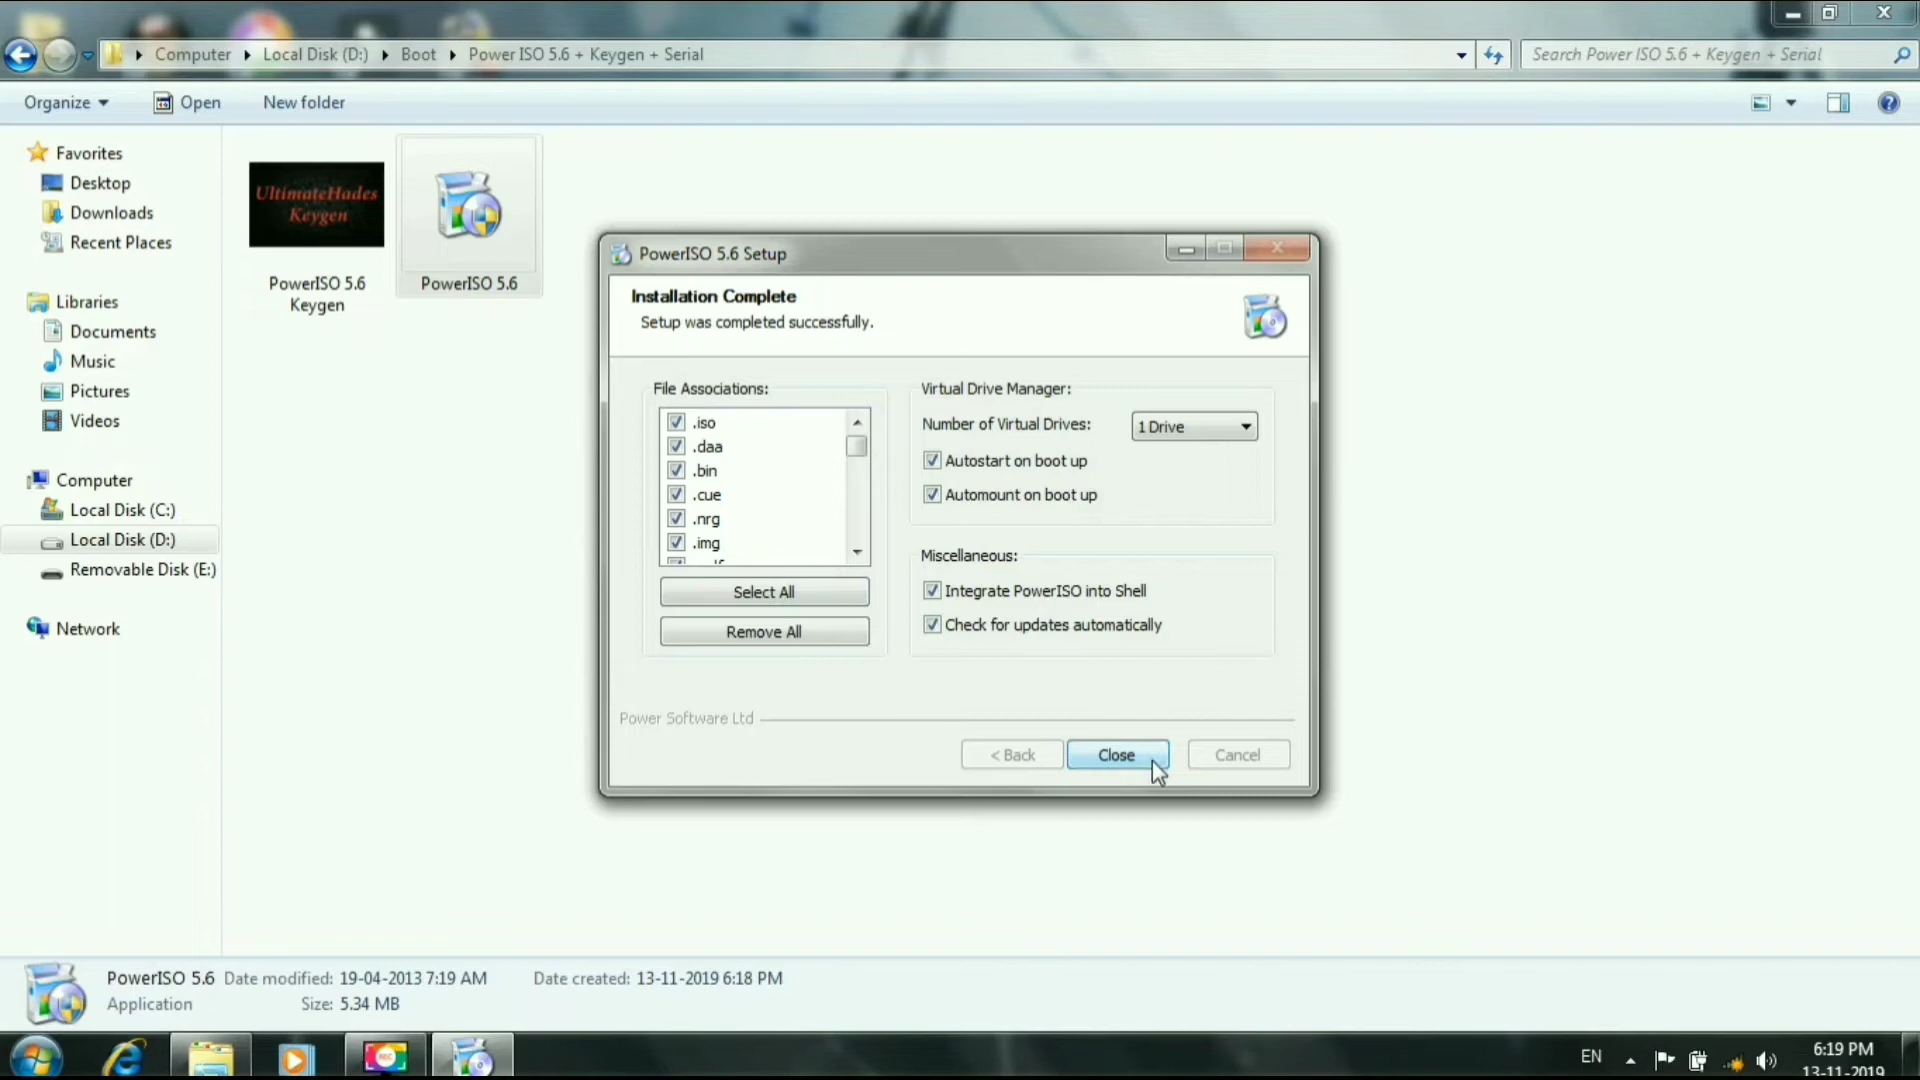 Computer
Local Disk (D:)
Boot
Power ISO 5.6 + Keygen + Serial
Search Power ISO 5.6 + Keygen + Serial
Organize
Open
New folder
Favorites
Desktop
Downloads
Recent Places
Libraries
Documents
Music
Pictures
Videos
Computer
Local Disk (C:)
Local Disk (D:)
Removable Disk (E:)
Network
UltimateHades
Keygen
PowerISO 5.6
Keygen
PowerISO 5.6
PowerISO 5.6 Setup
Installation Complete
Setup was completed successfully.
File Associations:
.iso
.daa
.bin
.cue
.nrg
.img
Select All
Remove All
Virtual Drive Manager:
Number of Virtual Drives:
1 Drive
Autostart on boot up
Automount on boot up
Miscellaneous:
Integrate PowerISO into Shell
Check for updates automatically
Power Software Ltd
< Back
Close
Cancel
PowerISO 5.6
Date modified: 19-04-2013 7:19 AM
Date created: 13-11-2019 6:18 PM
Application
Size: 5.34 MB
REC
EN
6:19 PM
13-11-2019